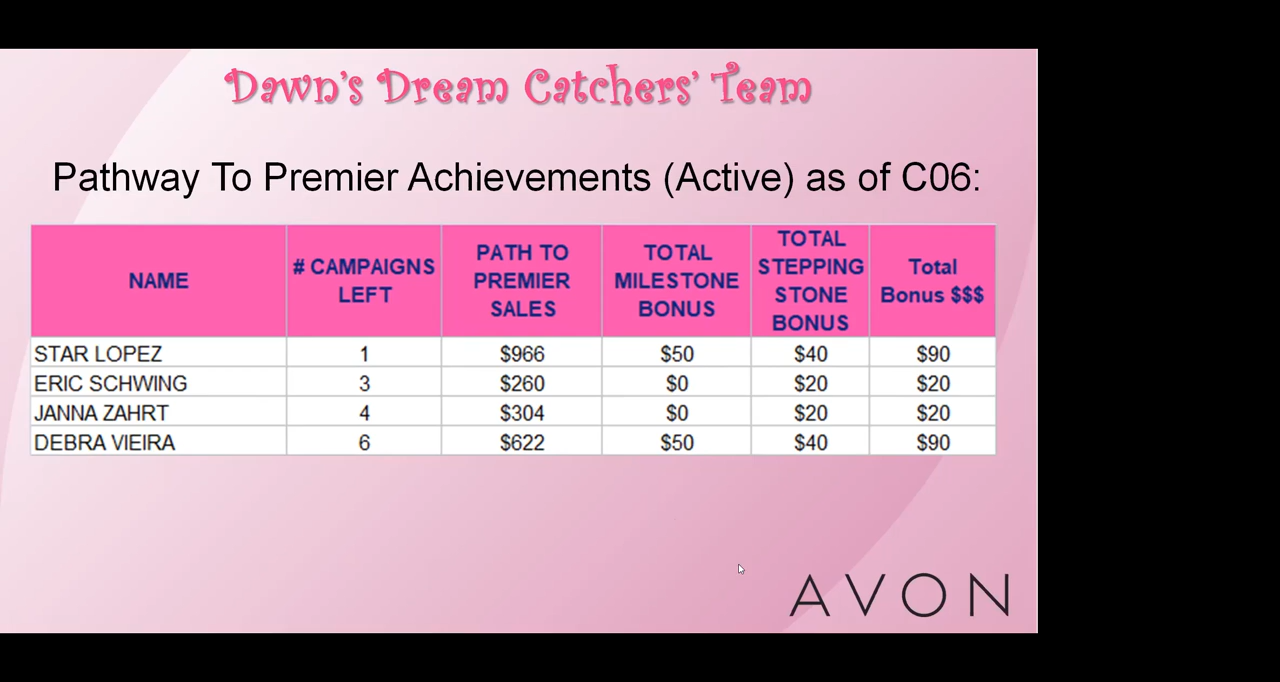 Dawn's Dream Catchers' Team
Pathway To Premier Achievements (Active) as of C06:
NAME # CAMPAIGNS LEFT PATH TO PREMIER SALES TOTAL MILESTONE BONUS TOTAL STEPPING STONE BONUS Total Bonus $$$
STAR LOPEZ 1 $966 $50 $40 $90
ERIC SCHWING 3 $260 $0 $20 $20
JANNA ZAHRT 4 $304 $0 $20 $20
DEBRA VIEIRA 6 $622 $50 $40 $90
AVON